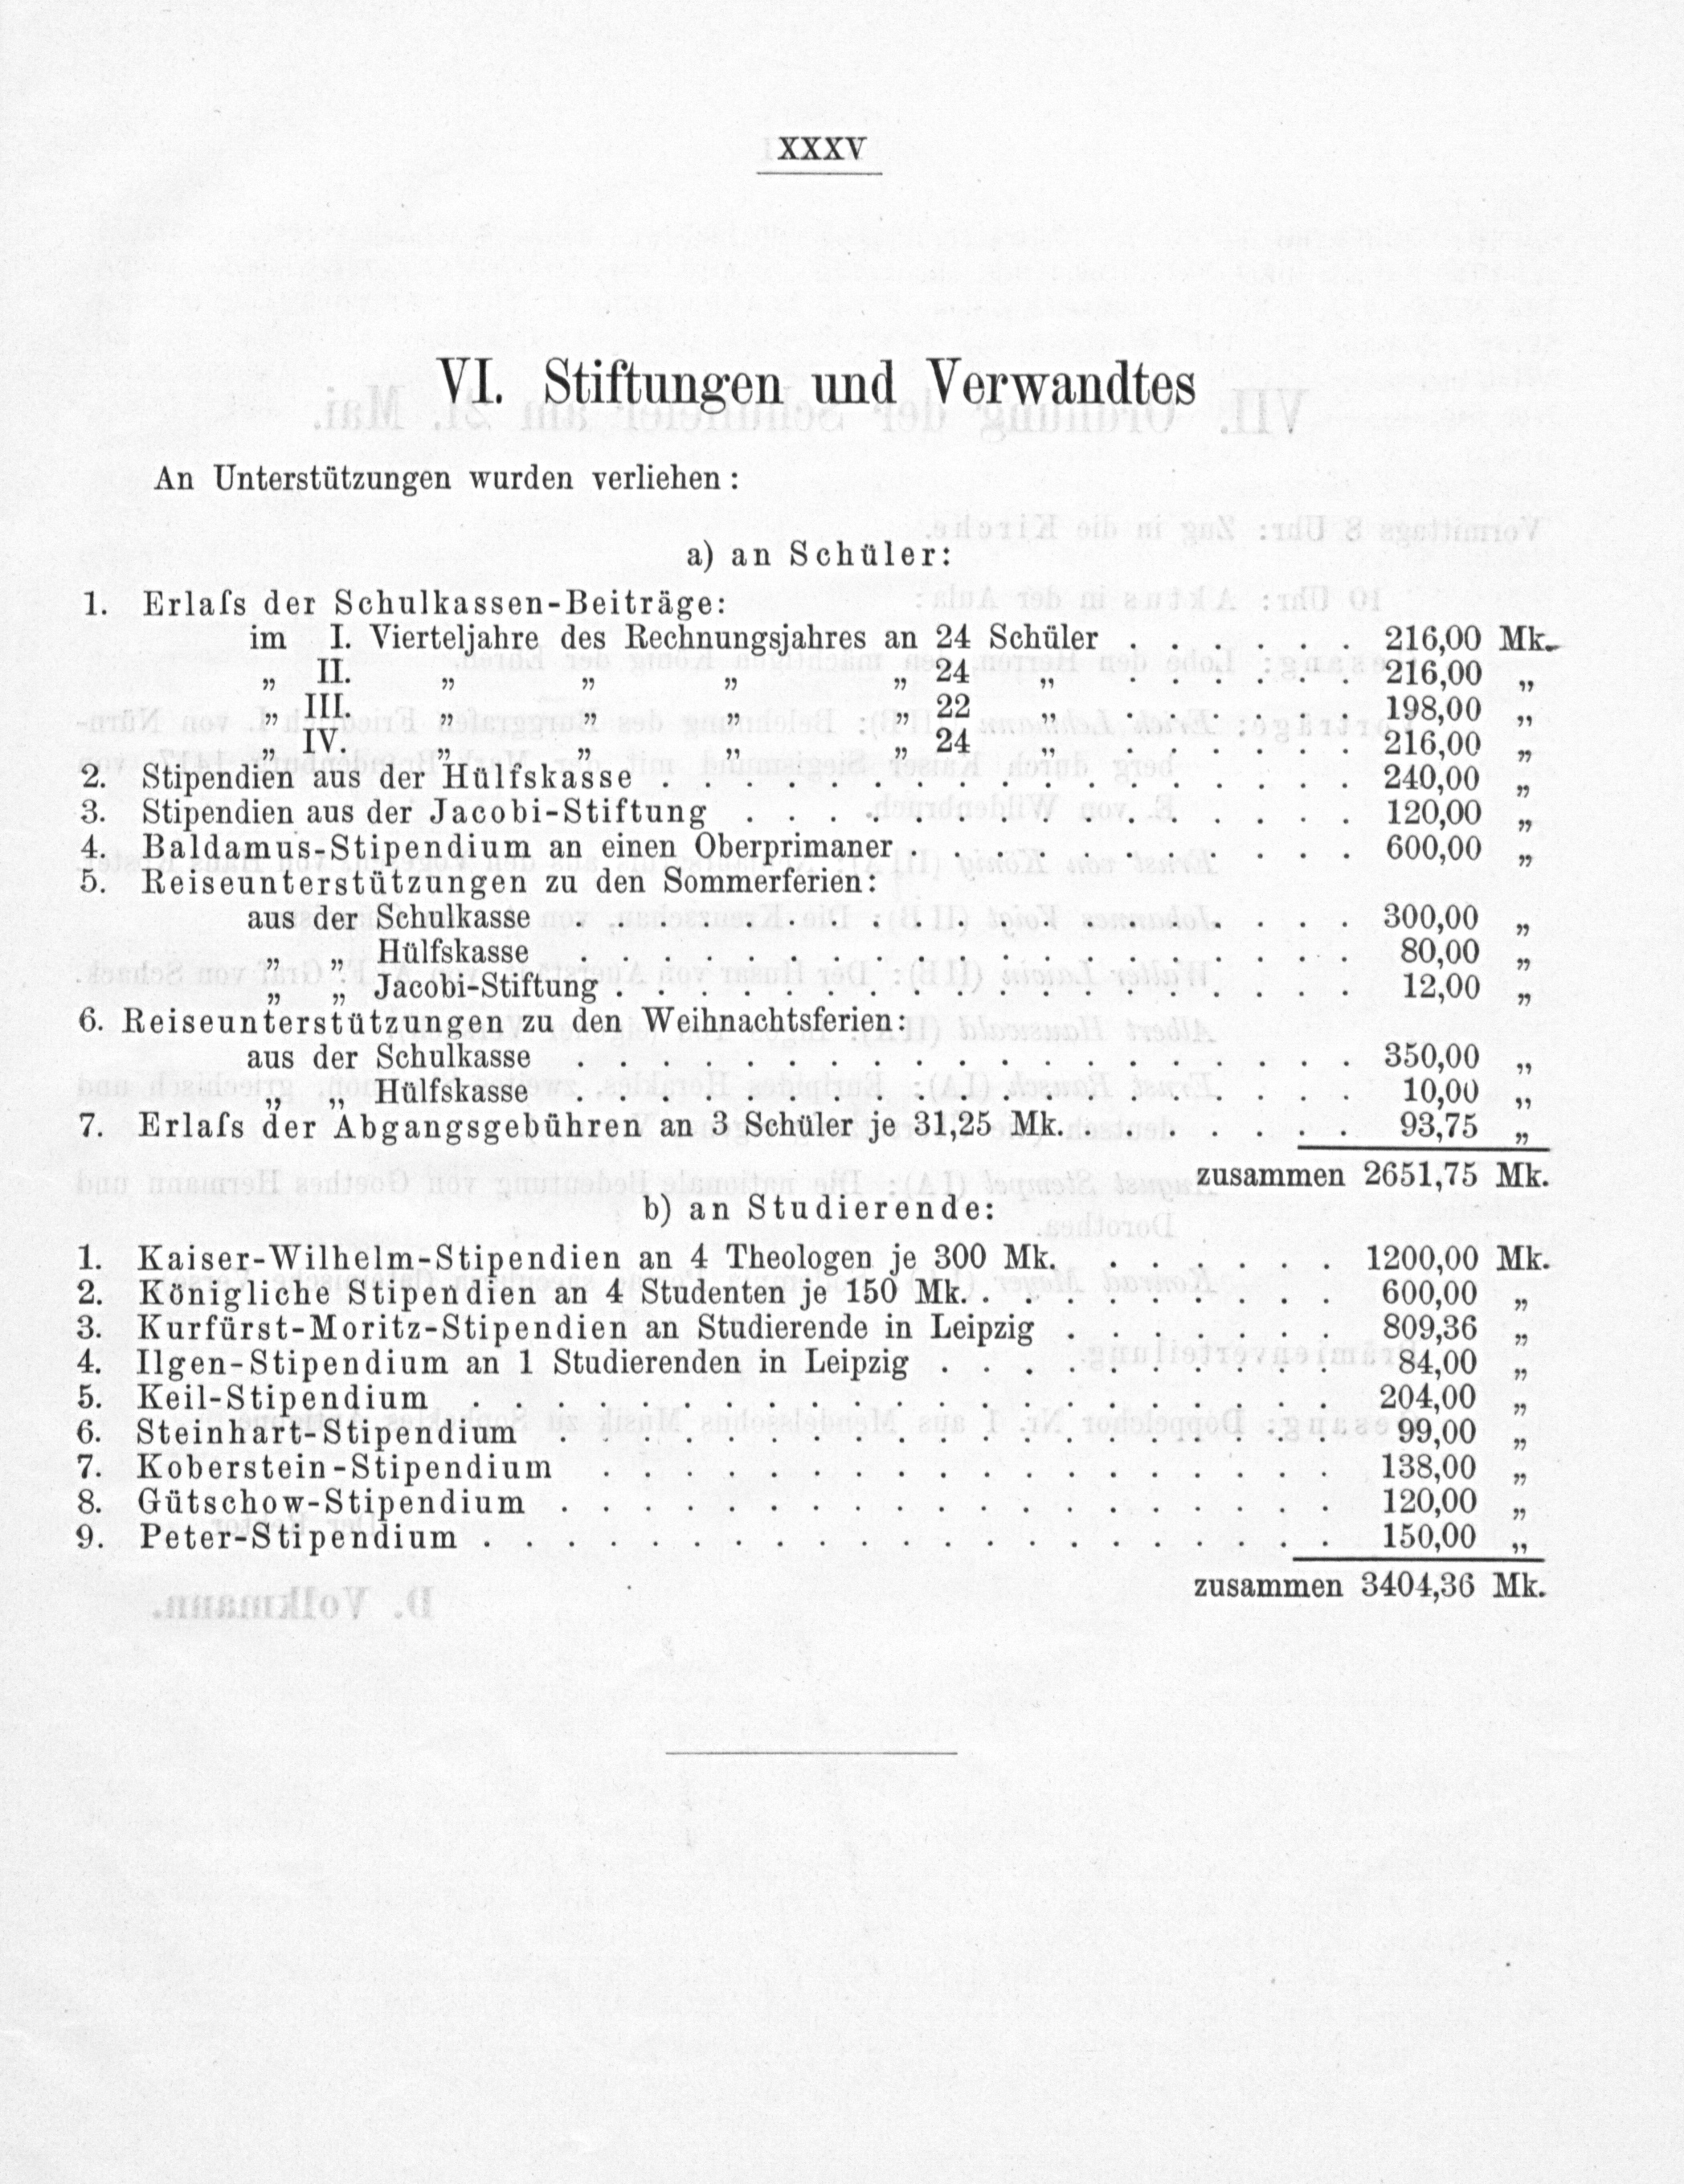 XXXV
VI. Stiftungen und Verwandtes
An Unterstützungen wurden verliehen:
a) an Schüler:
1. Erlaſs der Schulkassen-Beiträge:
im I. Vierteljahre des Rechnungsjahres an 24 Schüler . . . . . . 216,00 Mk.
„ II. „ „ „ „ 24 „ . . . . . . 216,00 „
„ III. „ „ „ „ 22 „ . . . . . . 198,00 „
„ IV. „ „ „ „ 24 „ . . . . . . 216,00 „
2. Stipendien aus der Hülfskasse . . . . . . . . . . . . . . . . . 240,00 „
3. Stipendien aus der Jacobi-Stiftung . . . . . . . . . . . . . . . 120,00 „
4. Baldamus-Stipendium an einen Oberprimaner . . . . . . . . . . . 600,00 „
5. Reiseunterstützungen zu den Sommerferien:
aus der Schulkasse . . . . . . . . . . . . . . . . . . . 300,00 „
„ „ Hülfskasse . . . . . . . . . . . . . . . . . . . 80,00 „
„ „ Jacobi-Stiftung . . . . . . . . . . . . . . . . . . 12,00 „
6. Reiseunterstützungen zu den Weihnachtsferien:
aus der Schulkasse . . . . . . . . . . . . . . . . . . . 350,00 „
„ „ Hülfskasse . . . . . . . . . . . . . . . . . . . 10,00 „
7. Erlaſs der Abgangsgebühren an 3 Schüler je 31,25 Mk. . . . . . . . 93,75 „
zusammen 2651,75 Mk.
b) an Studierende:
1. Kaiser-Wilhelm-Stipendien an 4 Theologen je 300 Mk. . . . . . . 1200,00 Mk.
2. Königliche Stipendien an 4 Studenten je 150 Mk. . . . . . . . . . 600,00 „
3. Kurfürst-Moritz-Stipendien an Studierende in Leipzig . . . . . . . 809,36 „
4. Ilgen-Stipendium an 1 Studierenden in Leipzig . . . . . . . . . . 84,00 „
5. Keil-Stipendium . . . . . . . . . . . . . . . . . . . . . 204,00 „
6. Steinhart-Stipendium . . . . . . . . . . . . . . . . . . . 99,00 „
7. Koberstein-Stipendium . . . . . . . . . . . . . . . . . . 138,00 „
8. Gütschow-Stipendium . . . . . . . . . . . . . . . . . . . 120,00 „
9. Peter-Stipendium . . . . . . . . . . . . . . . . . . . . . 150,00 „
zusammen 3404,36 Mk.